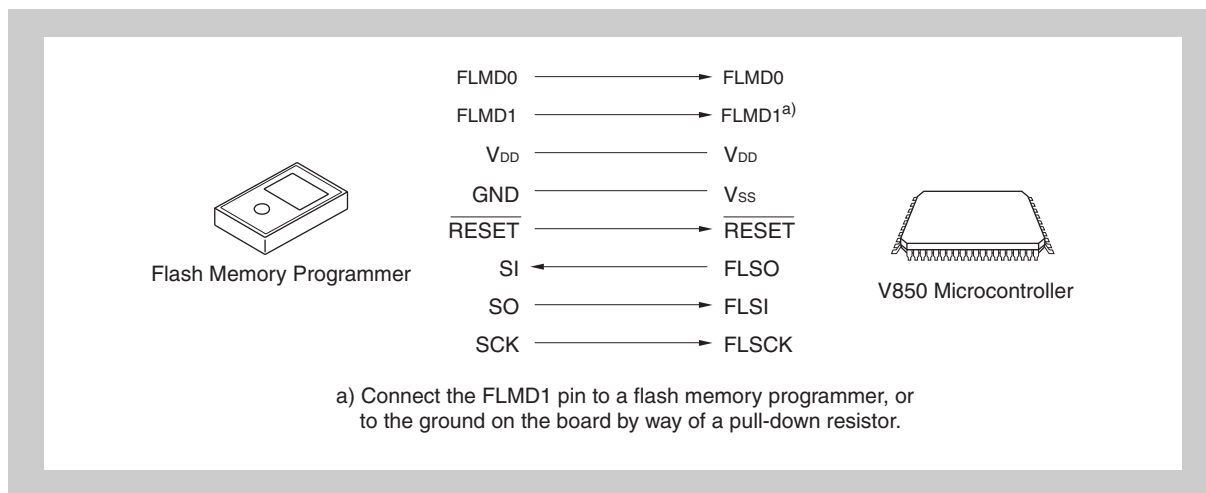 FLMD0 FLMD0
FLMD1 FLMD1a)
VDD VDD
GND VSS
RESET RESET
Flash Memory Programmer
SI FLSO
V850 Microcontroller
SO FLSI
SCK FLSCK
a) Connect the FLMD1 pin to a flash memory programmer, or
to the ground on the board by way of a pull-down resistor.